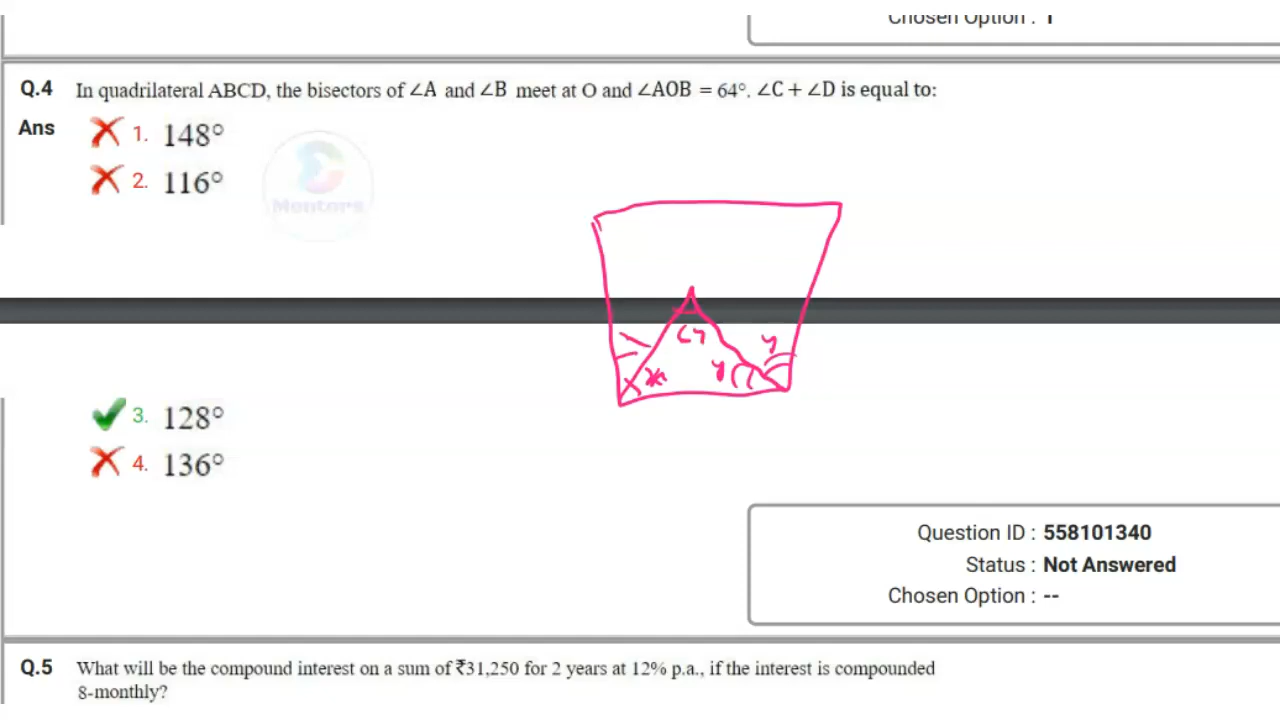 Chosen Option : 1
Q.4 In quadrilateral ABCD, the bisectors of ∠A and ∠B meet at O and ∠AOB = 64°. ∠C + ∠D is equal to:
Ans 1. 148°
2. 116°
Mentors
y
y
x
3. 128°
4. 136°
Question ID : 558101340
Status : Not Answered
Chosen Option : --
Q.5 What will be the compound interest on a sum of ₹31,250 for 2 years at 12% p.a., if the interest is compounded
8-monthly?